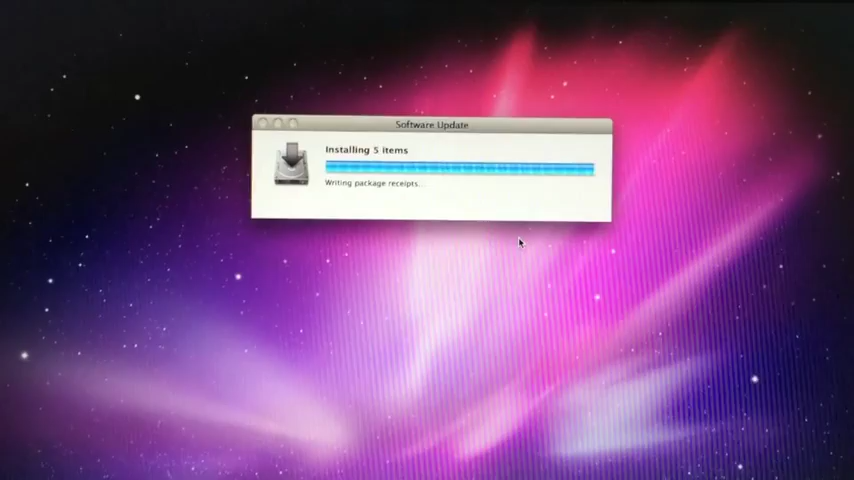 Software Update
Installing 5 items
Writing package receipts...